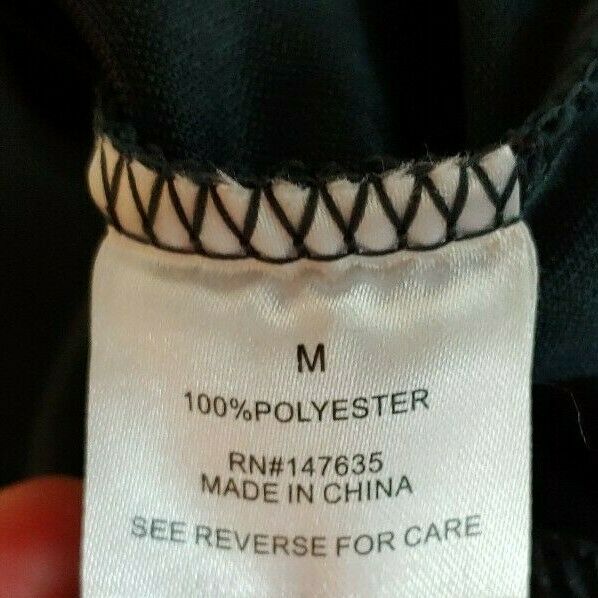 M
100%POLYESTER
RN#147635
MADE IN CHINA
SEE REVERSE FOR CARE